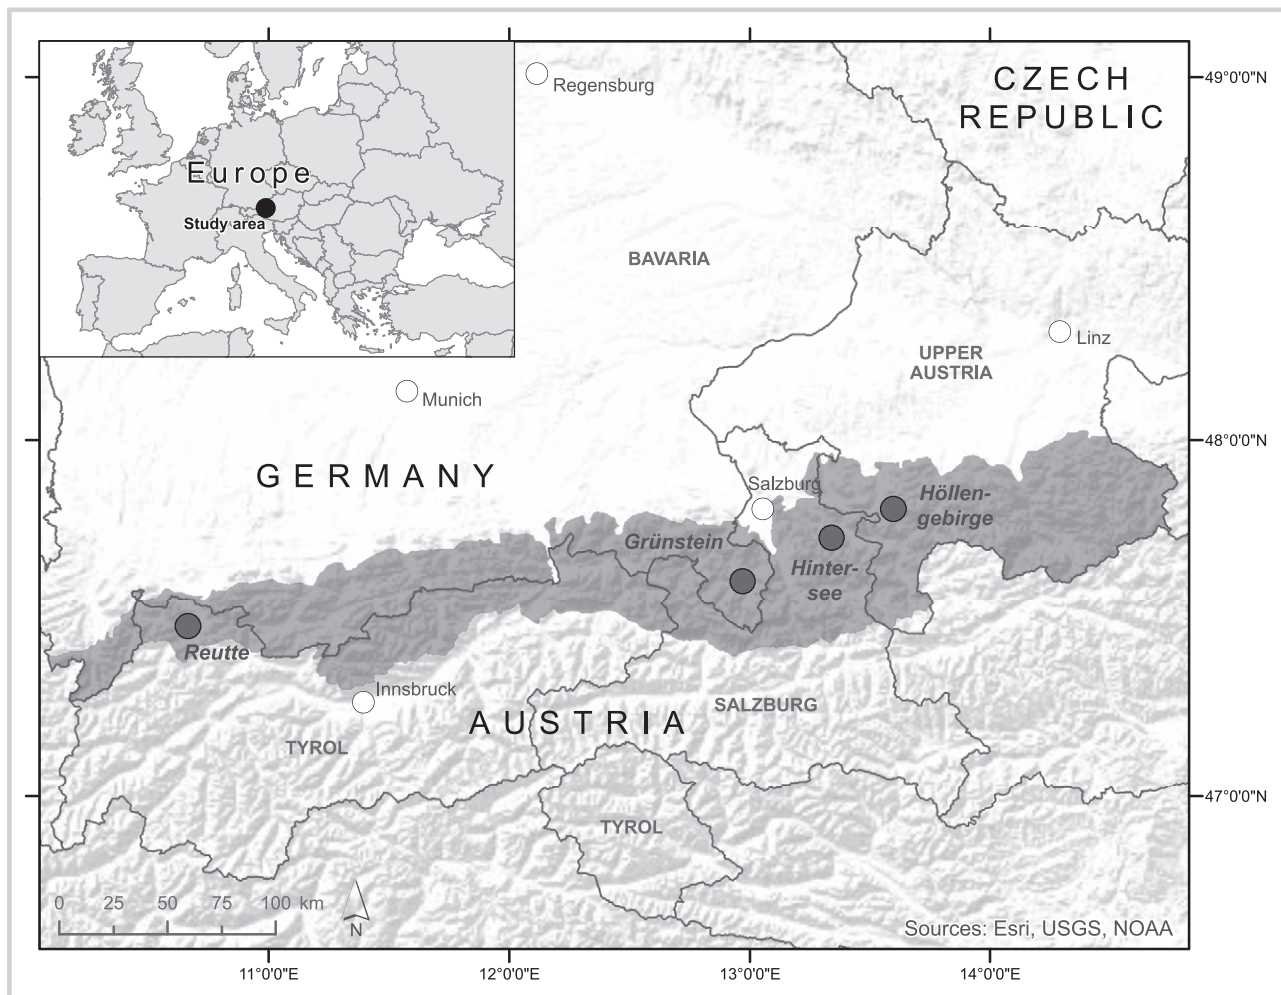 Regensburg
CZECH
REPUBLIC
49°0'0"N
Europe
Study area
BAVARIA
Linz
UPPER
AUSTRIA
Munich
48°0'0"N
GERMANY
Salzburg
Höllen-
gebirge
Grünstein
Hinter-
see
Reutte
Innsbruck
SALZBURG
AUSTRIA
TYROL
47°0'0"N
TYROL
0 25 50 75 100 km
N
Sources: Esri, USGS, NOAA
11°0'0"E 12°0'0"E 13°0'0"E 14°0'0"E